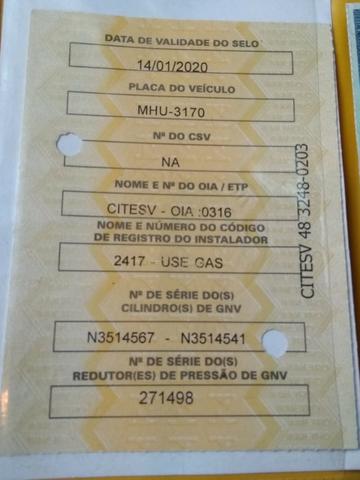 DATA DE VALIDADE DO SELO
14/01/2020
PLACA DO VEÍCULO
MHU-3170
Nº DO CSV
NA
NOME E Nº DO OIA / ETP
CITESV - OIA :0316
NOME E NÚMERO DO CÓDIGO
DE REGISTRO DO INSTALADOR
2417 - USE GAS
Nº DE SÉRIE DO(S)
CILINDRO(S) DE GNV
N3514567 - N3514541
Nº DE SÉRIE DO(S)
REDUTOR(ES) DE PRESSÃO DE GNV
271498
CITESV 48 3248-0203